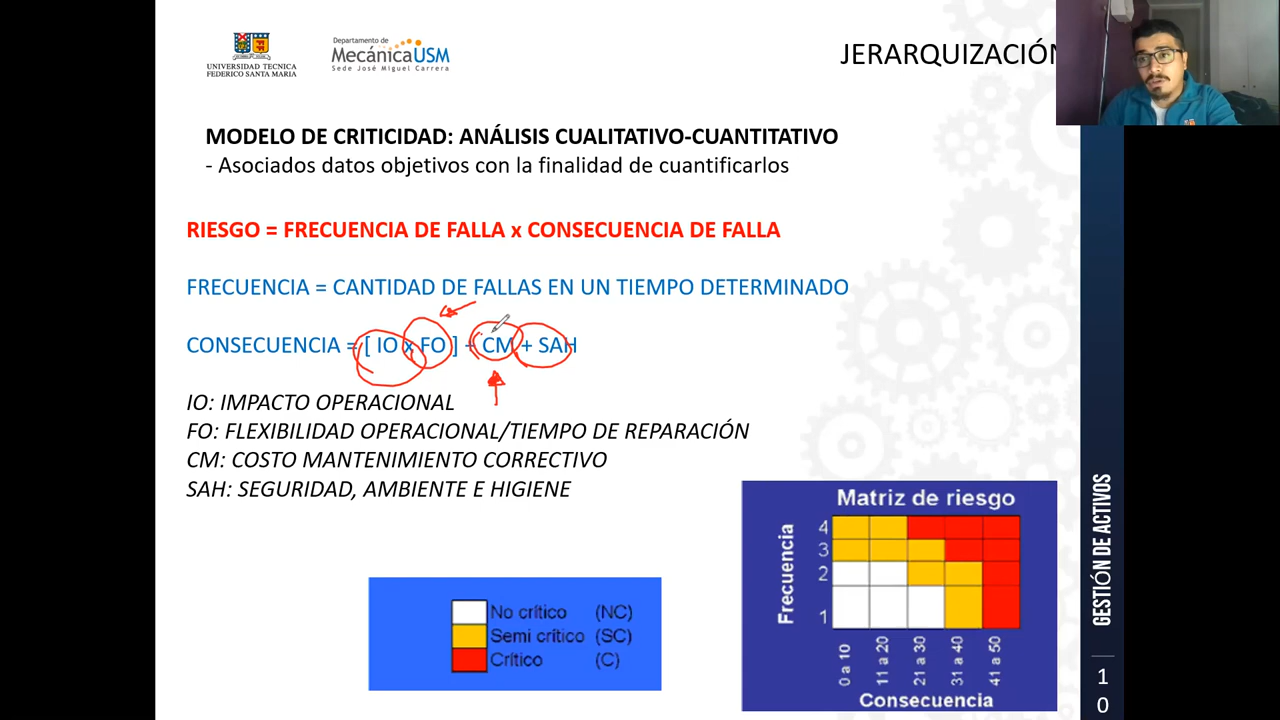 UNIVERSIDAD TECNICA
FEDERICO SANTA MARIA
Departamento de
MecánicaUSM
Sede José Miguel Carrera
JERARQUIZACIÓN
MODELO DE CRITICIDAD: ANÁLISIS CUALITATIVO-CUANTITATIVO
- Asociados datos objetivos con la finalidad de cuantificarlos
RIESGO = FRECUENCIA DE FALLA x CONSECUENCIA DE FALLA
FRECUENCIA = CANTIDAD DE FALLAS EN UN TIEMPO DETERMINADO
CONSECUENCIA = [ IO x FO ] + CM + SAH
IO: IMPACTO OPERACIONAL
FO: FLEXIBILIDAD OPERACIONAL/TIEMPO DE REPARACIÓN
CM: COSTO MANTENIMIENTO CORRECTIVO
SAH: SEGURIDAD, AMBIENTE E HIGIENE
No crítico (NC)
Semi crítico (SC)
Crítico (C)
Matriz de riesgo
Frecuencia
4
3
2
1
0 a 10
11 a 20
21 a 30
31 a 40
41 a 50
Consecuencia
GESTIÓN DE ACTIVOS
1
0